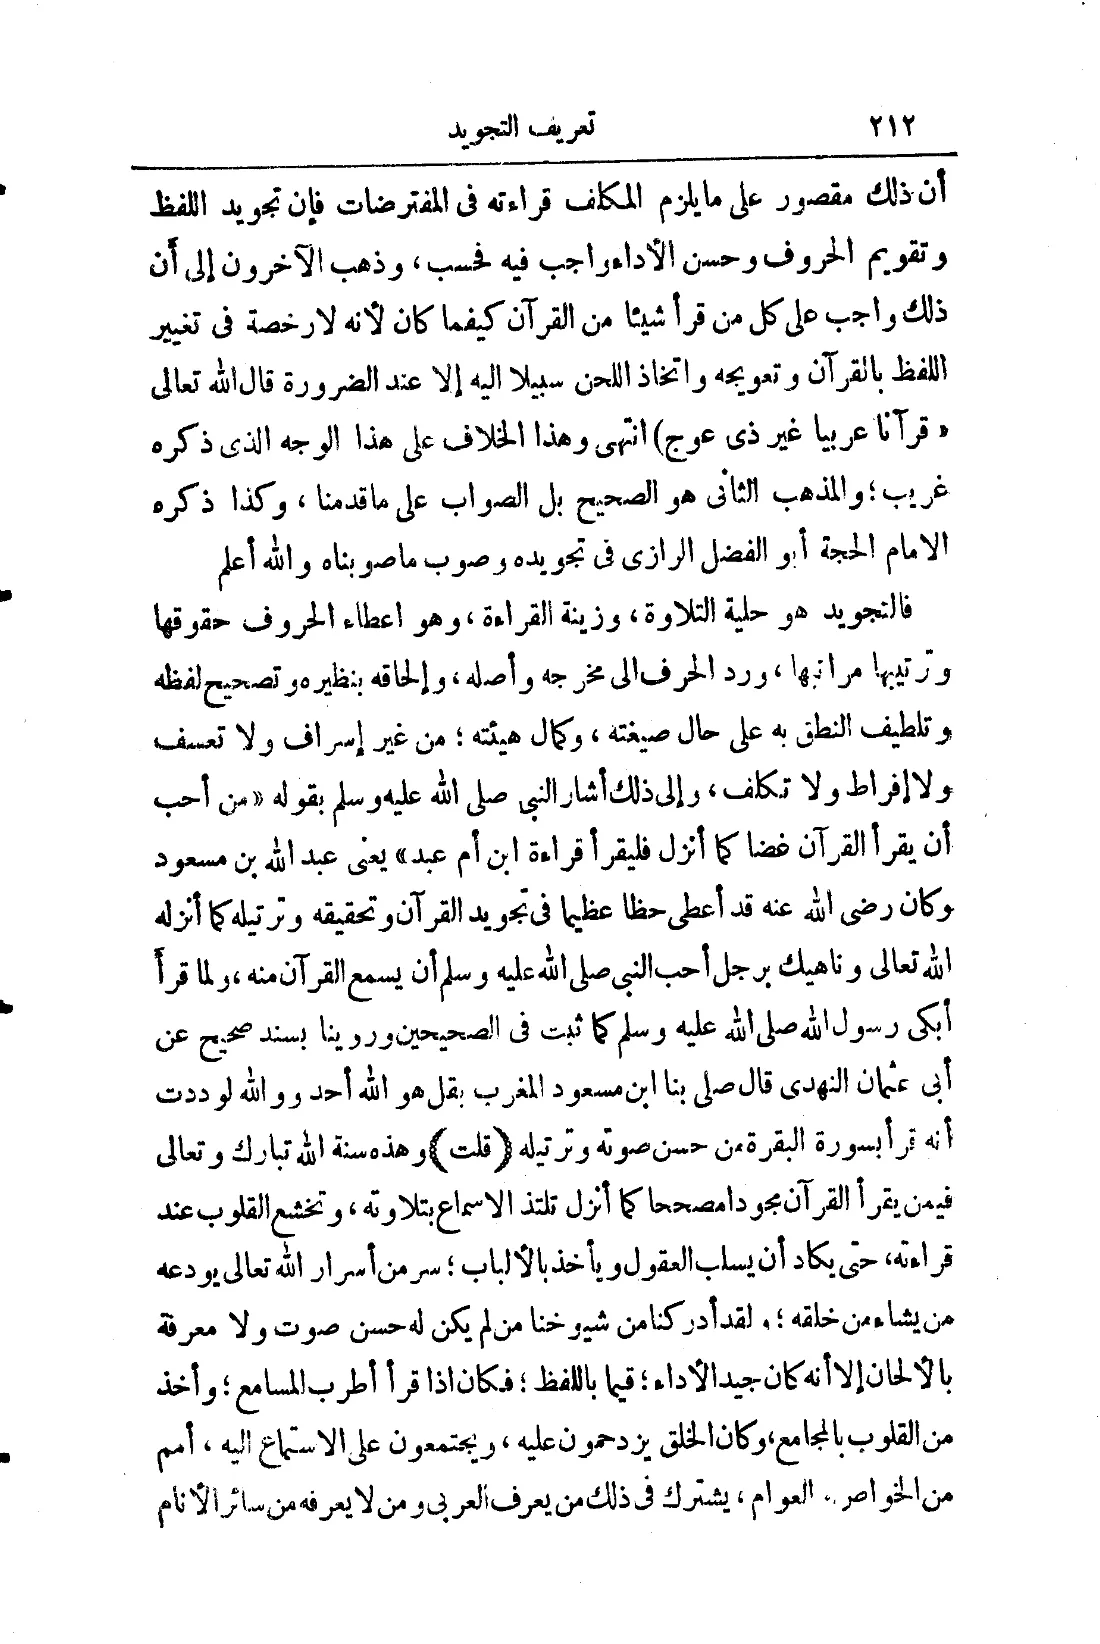 ٢١٢ تعريف التجويد
أن ذلك مقصور على ما يلزم المكلف قراءته فى المفترضات فإن تجويد اللفظ
وتقويم الحروف وحسن الأداء واجب فيه فحسب، وذهب الآخرون إلى أن
ذلك واجب على كل من قرأ شيئا من القرآن كيفما كان لأنه لا رخصة فى تغيير
اللفظ بالقرآن وتعويجه واتخاذ اللحن سبيلا اليه إلا عند الضرورة قال الله تعالى
« قرآنا عربيا غير ذى عوج) انتهى وهذا الخلاف على هذا الوجه الذى ذكره
غريب؛ والمذهب الثانى هو الصحيح بل الصواب على ما قدمنا، وكذا ذكره
الامام الحجة أبو الفضل الرازى فى تجويده وصوب ما صوبناه والله أعلم
فالتجويد هو حلية التلاوة، وزينة القراءة، وهو اعطاء الحروف حقوقها
وترتيبها مراتبها، ورد الحرف الى مخرجه وأصله، وإلحاقه بنظيره وتصحيح لفظه
وتلطيف النطق به على حال صيغته، وكمال هيئته؛ من غير إسراف ولا تعسف
ولا إفراط ولا تكلف، وإلى ذلك أشار النبي صلى الله عليه وسلم بقوله «من أحب
أن يقرأ القرآن غضا كما أنزل فليقرأ قراءة ابن أم عبد» يعنى عبد الله بن مسعود
وكان رضى الله عنه قد أعطى حظا عظيما فى تجويد القرآن وتحقيقه وترتيله كما أنزله
الله تعالى وناهيك برجل أحب النبي صلى الله عليه وسلم أن يسمع القرآن منه، ولما قرأ
أبكى رسول الله صلى الله عليه وسلم كما ثبت فى الصحيحين وروينا بسند صحيح عن
أبى عثمان النهدى قال صلى بنا ابن مسعود المغرب بقل هو الله أحد ووالله لوددت
أنه قرأ بسورة البقرة من حسن صوته وترتيله (قلت) وهذه سنة الله تبارك وتعالى
فيمن يقرأ القرآن مجودا مصححا كما أنزل تلتذ الاسماع بتلاوته، وتخشع القلوب عند
قراءته، حتى يكاد أن يسلب العقول ويأخذ بالألباب؛ سر من أسرار الله تعالى يودعه
من يشاء من خلقه؛ ولقد أدركنا من شيوخنا من لم يكن له حسن صوت ولا معرفة
بالألحان إلا أنه كان جيد الأداء؛ قيما باللفظ؛ فكان اذا قرأ أطرب المسامع؛ وأخذ
من القلوب بالمجامع، وكان الخلق يزدحمون عليه، ويجتمعون على الاستماع اليه، أمم
من الخواص والعوام، يشترك فى ذلك من يعرف العربى ومن لا يعرفه من سائر الأنام